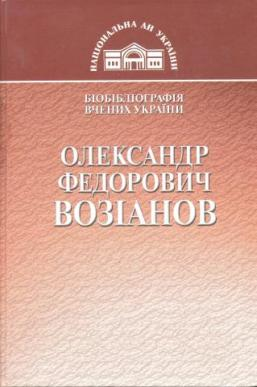 НАЦІОНАЛЬНА АН УКРАЇНИ
БІОБІБЛІОГРАФІЯ
ВЧЕНИХ УКРАЇНИ
ОЛЕКСАНДР
ФЕДОРОВИЧ
ВОЗІАНОВ